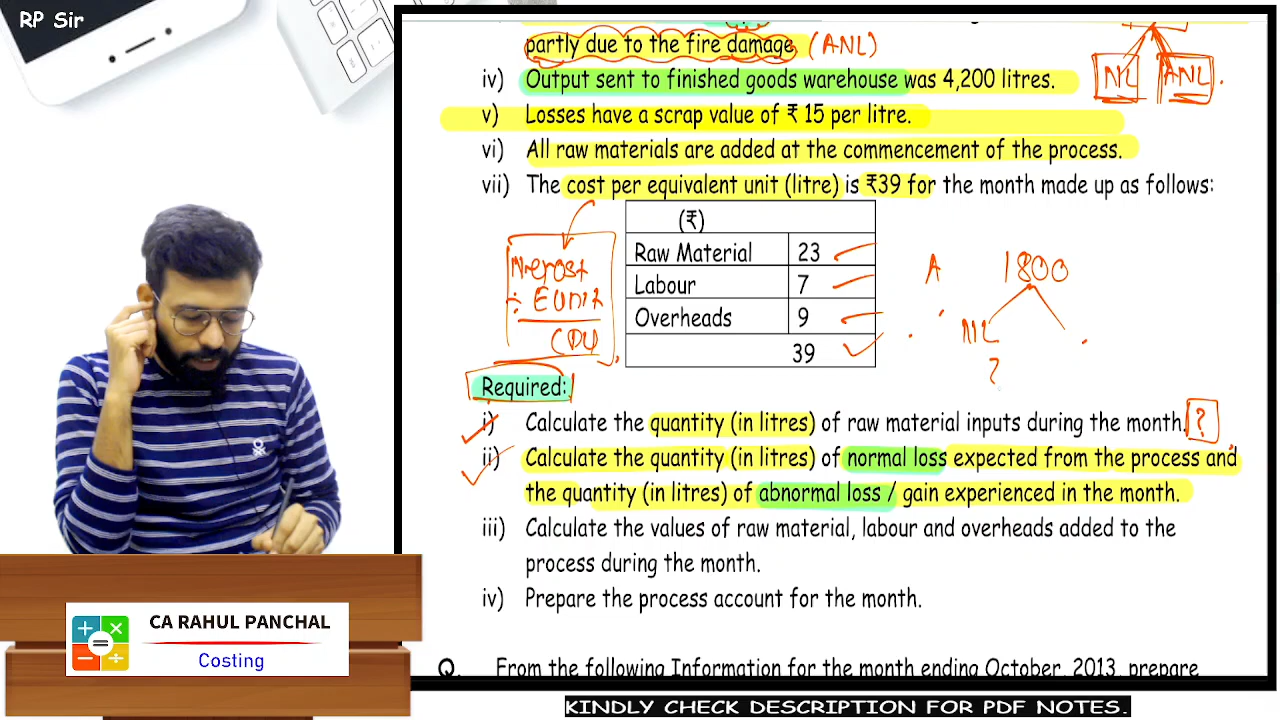 RP Sir
partly due to the fire damage (ANL)
iv) Output sent to finished goods warehouse was 4,200 litres.
NL ANL
v) Losses have a scrap value of ₹ 15 per litre.
vi) All raw materials are added at the commencement of the process.
vii) The cost per equivalent unit (litre) is ₹39 for the month made up as follows:
(₹)
Raw Material 23
Labour 7
Overheads 9
39
÷ E Unit
CPU
A 1800
NL
?
Required:
i) Calculate the quantity (in litres) of raw material inputs during the month. ?
ii) Calculate the quantity (in litres) of normal loss expected from the process and
the quantity (in litres) of abnormal loss / gain experienced in the month.
iii) Calculate the values of raw material, labour and overheads added to the
process during the month.
iv) Prepare the process account for the month.
CA RAHUL PANCHAL
Costing
Q. From the following Information for the month ending October, 2013, prepare
KINDLY CHECK DESCRIPTION FOR PDF NOTES.